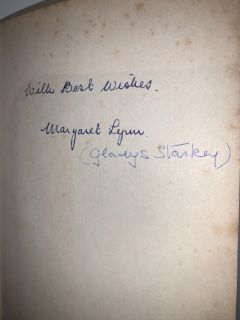 With Best Wishes.
Margaret Lynn.
(Gladys Starkey)